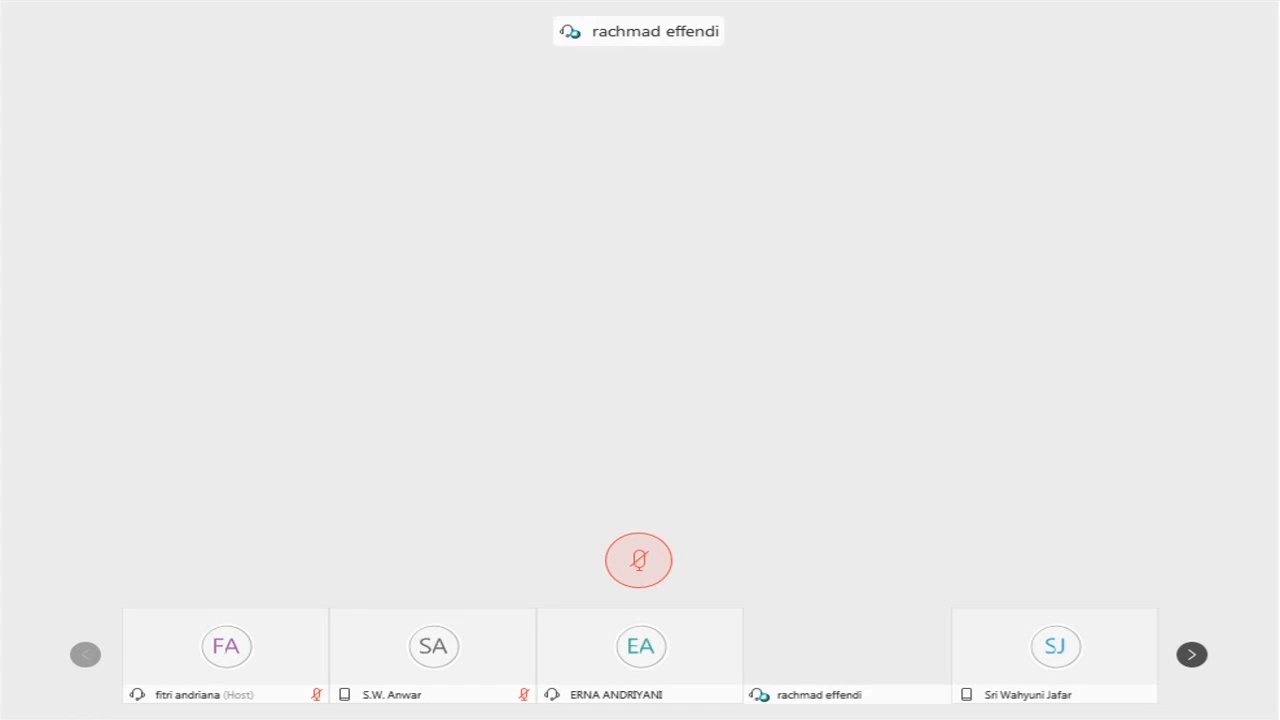 rachmad effendi
FA
SA
EA
SJ
fitri andriana (Host)
S.W. Anwar
ERNA ANDRIYANI
rachmad effendi
Sri Wahyuni Jafar